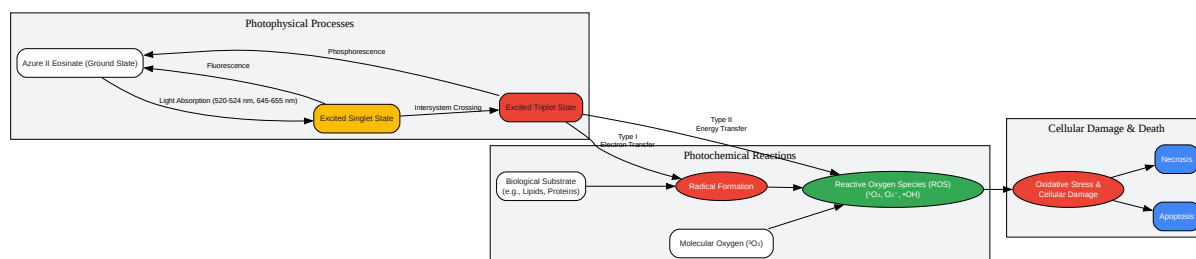 Photophysical Processes
Azure II Eosinate (Ground State)
Phosphorescence
Fluorescence
Light Absorption (520-524 nm, 645-655 nm)
Excited Singlet State
Intersystem Crossing
Excited Triplet State
Type I
Electron Transfer
Type II
Energy Transfer
Photochemical Reactions
Biological Substrate
(e.g., Lipids, Proteins)
Radical Formation
Reactive Oxygen Species (ROS)
(¹O₂, O₂⁻, •OH)
Molecular Oxygen (³O₂)
Cellular Damage & Death
Oxidative Stress &
Cellular Damage
Necrosis
Apoptosis